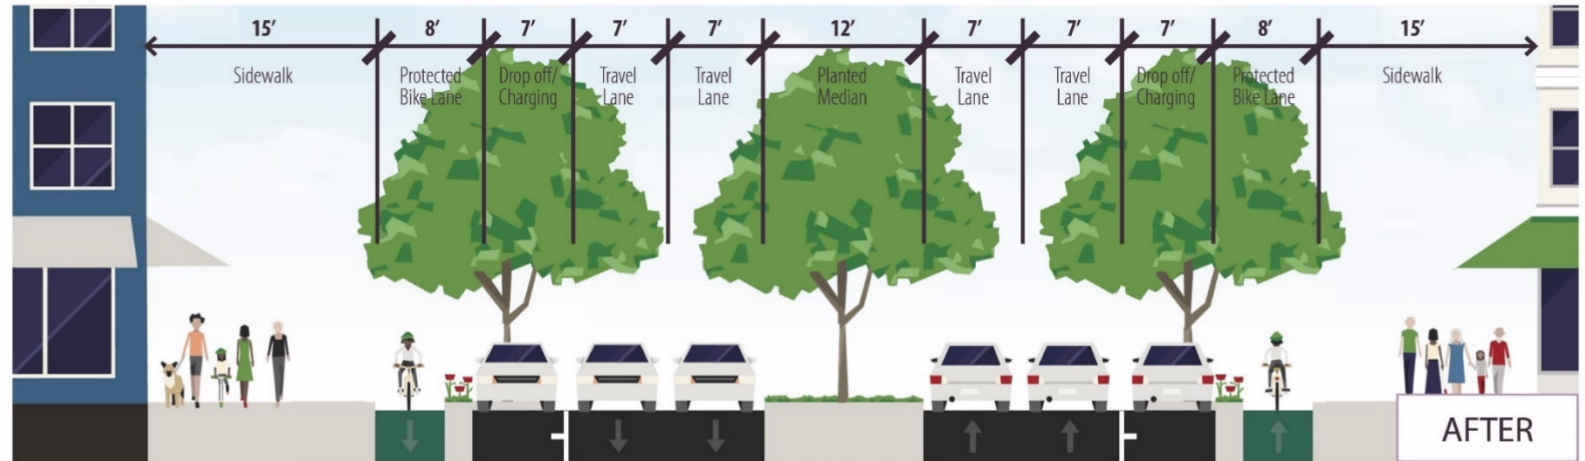 15’ 8’ 7’ 7’ 7’ 12’ 7’ 7’ 7’ 8’ 15’
Sidewalk Protected Drop off/ Travel Travel Planted Travel Travel Drop off/ Protected Sidewalk
Bike Lane Charging Lane Lane Median Lane Lane Charging Bike Lane
AFTER